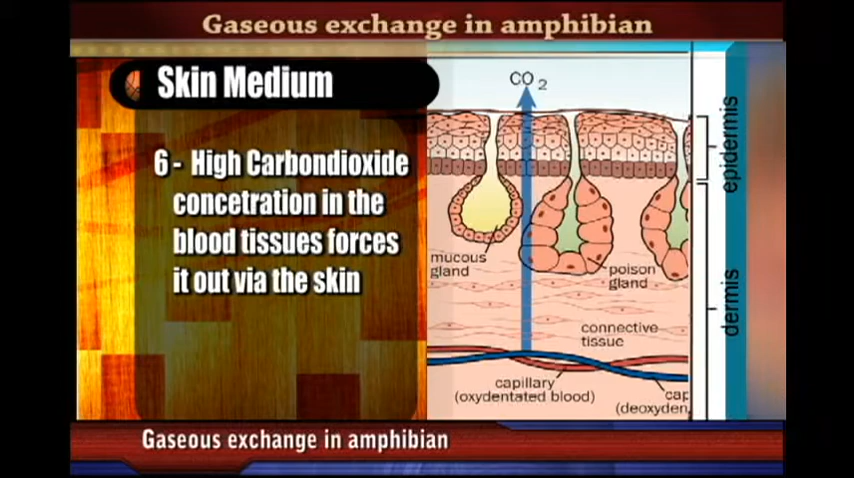 Gaseous exchange in amphibian
Skin Medium
6 - High Carbondioxide
concetration in the
blood tissues forces
it out via the skin
CO2
mucous
gland
poison
gland
connective
tissue
capillary
(oxydentated blood)
cap
(deoxyden
epidermis
dermis
Gaseous exchange in amphibian